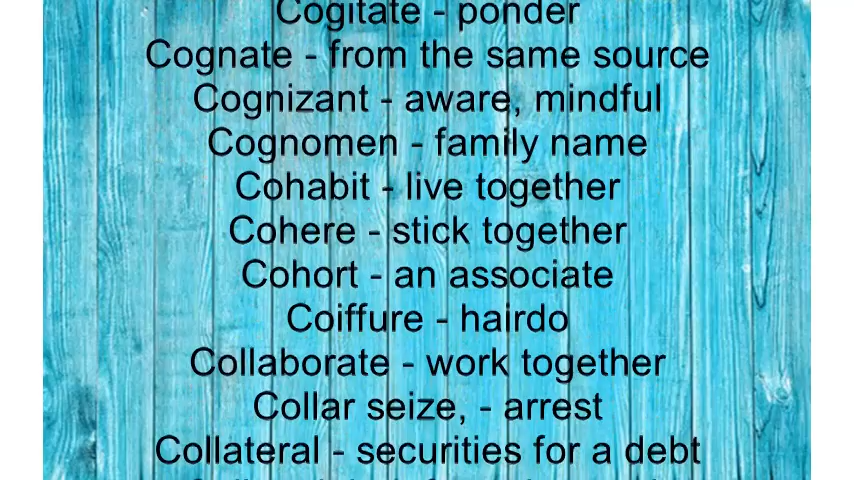 Cogitate - ponder
Cognate - from the same source
Cognizant - aware, mindful
Cognomen - family name
Cohabit - live together
Cohere - stick together
Cohort - an associate
Coiffure - hairdo
Collaborate - work together
Collar seize, - arrest
Collateral - securities for a debt